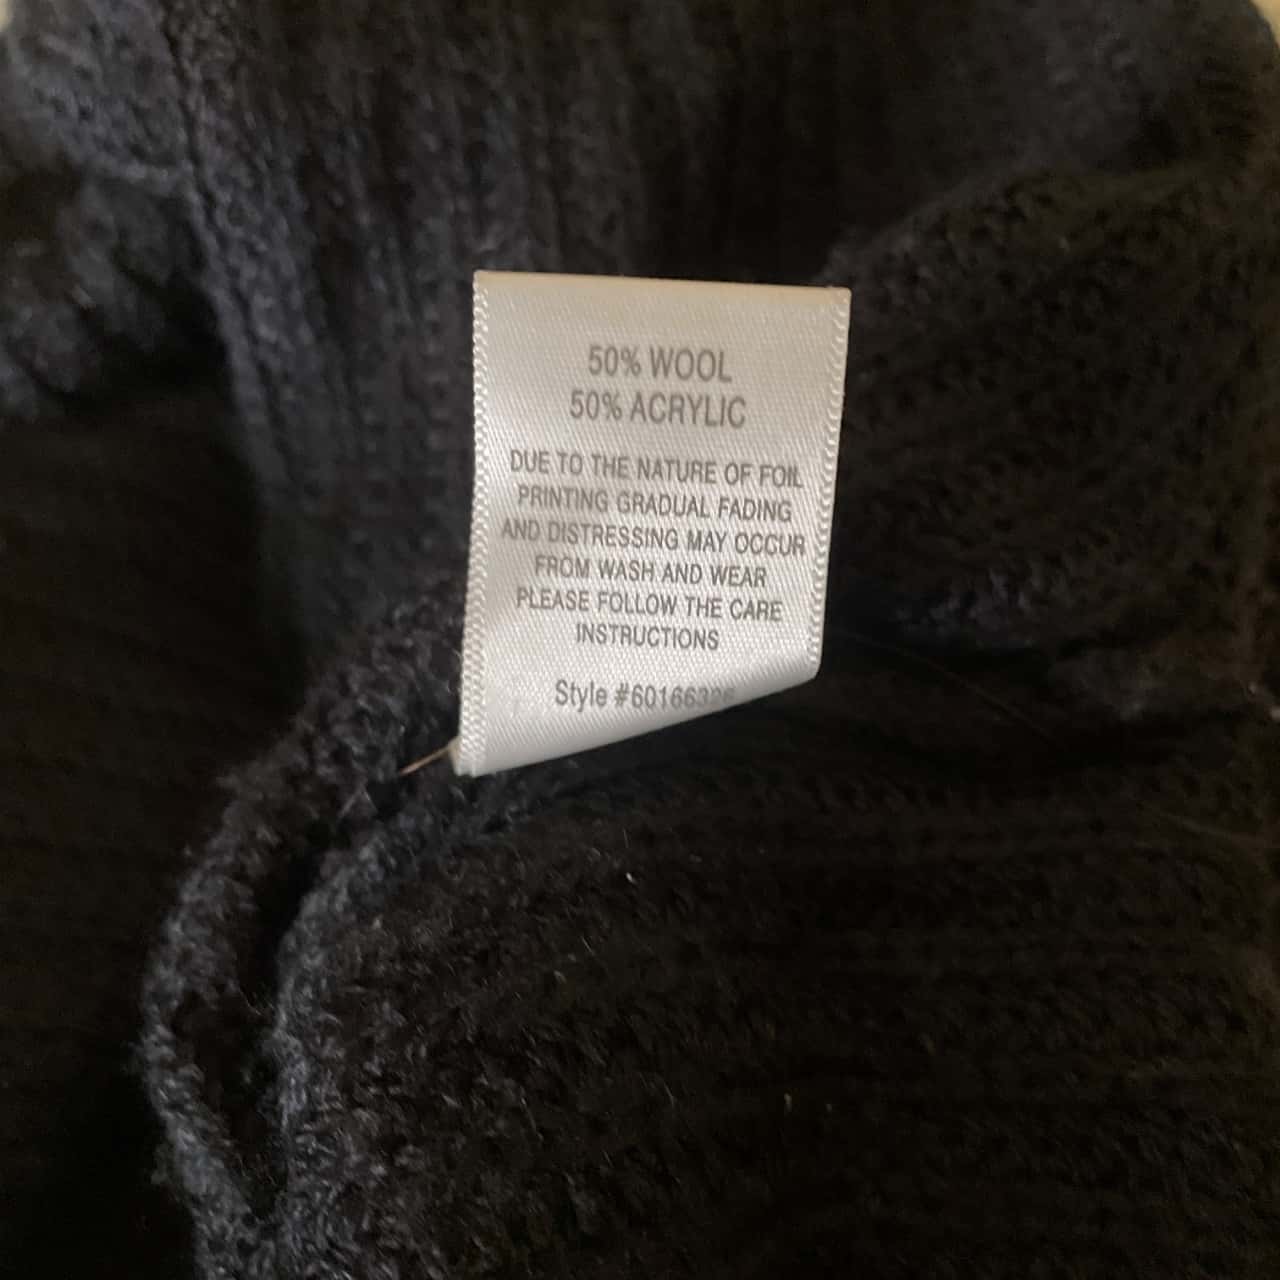 50% WOOL
50% ACRYLIC
DUE TO THE NATURE OF FOIL
PRINTING GRADUAL FADING
AND DISTRESSING MAY OCCUR
FROM WASH AND WEAR
PLEASE FOLLOW THE CARE
INSTRUCTIONS
Style